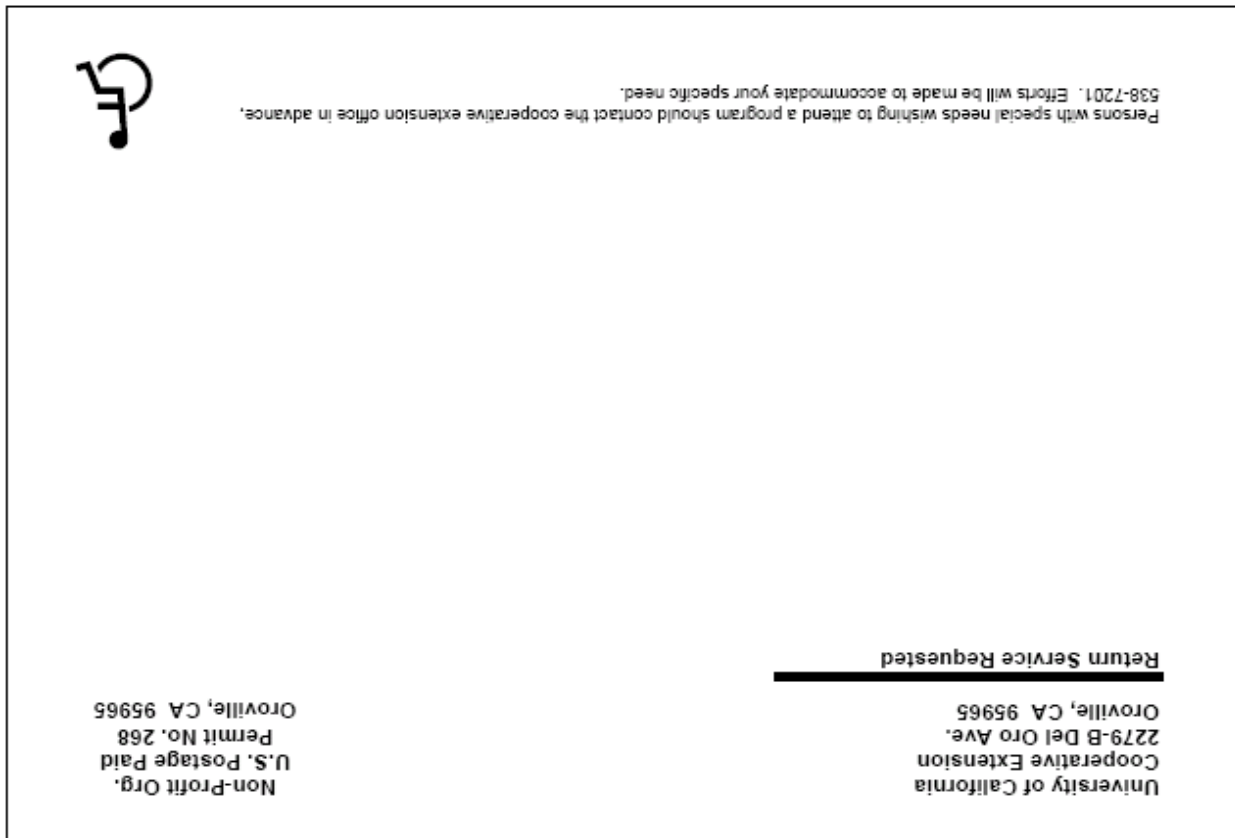 University of California
Cooperative Extension
2279-B Del Oro Ave.
Oroville, CA  95965
Return Service Requested
Non-Profit Org.
U.S. Postage Paid
Permit No. 268
Oroville, CA  95965
Persons with special needs wishing to attend a program should contact the cooperative extension office in advance,
538-7201.  Efforts will be made to accommodate your specific need.